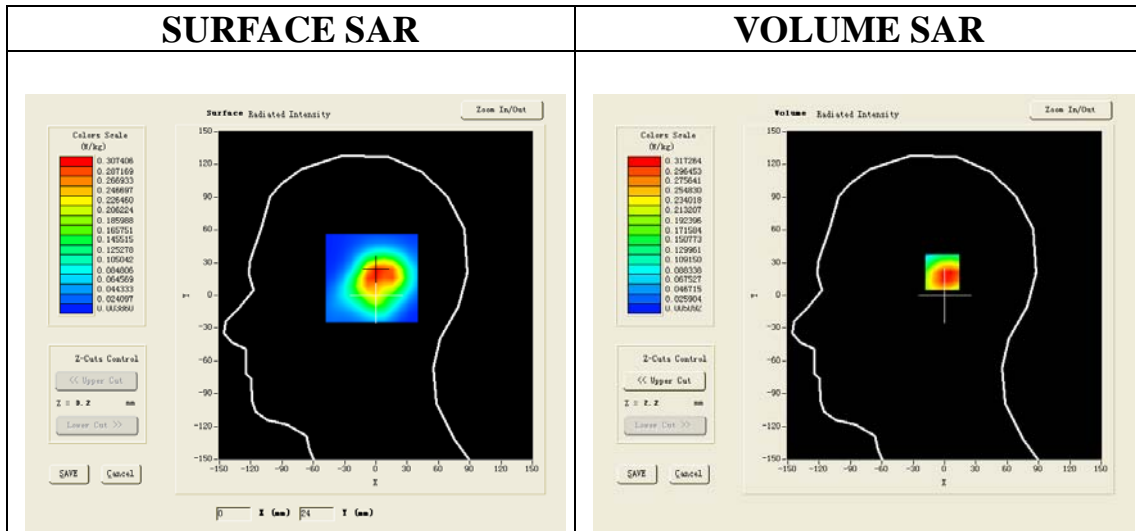 SURFACE SAR
VOLUME SAR
Surface Radiated Intensity
Zoom In/Out
Colors Scale
(W/kg)
0.307406
0.287169
0.266933
0.246697
0.226460
0.206224
0.185988
0.165751
0.145515
0.125278
0.105042
0.084806
0.064569
0.044333
0.024097
0.003860
150
120
90
60
30
0
-30
-60
-90
-120
-150
Y
-150 -120 -90 -60 -30 0 30 60 90 120 150
X
Z-Cuts Control
<< Upper Cut
mm
Lower Cut >>
SAVE
Cancel
0 X (mm) 24 Y (mm)
Volume Radiated Intensity
Zoom In/Out
Colors Scale
(W/kg)
0.317264
0.296453
0.275641
0.254830
0.234018
0.213207
0.192396
0.171584
0.150773
0.129961
0.109150
0.088338
0.067527
0.046715
0.025904
0.005092
150
120
90
60
30
0
-30
-60
-90
-120
-150
Y
-150 -120 -90 -60 -30 0 30 60 90 120 150
X
Z-Cuts Control
<< Upper Cut
mm
Lower Cut >>
SAVE
Cancel